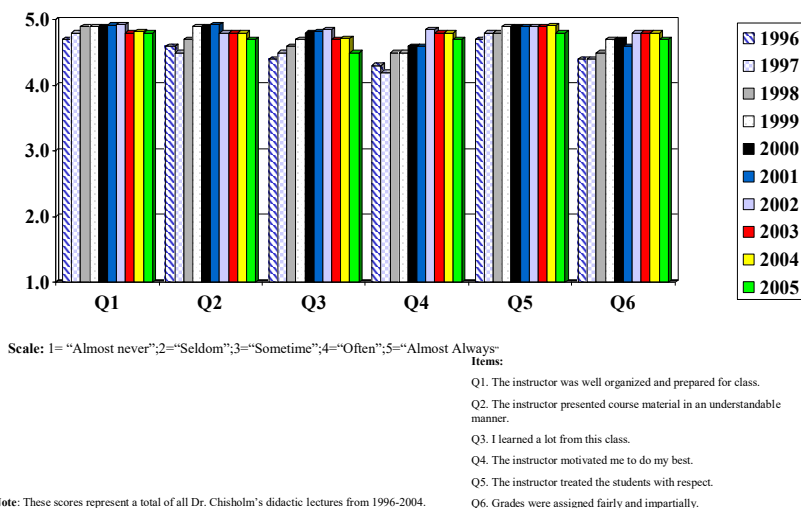 5.0
4.0
3.0
2.0
1.0
Q1 Q2 Q3 Q4 Q5 Q6
1996
1997
1998
1999
2000
2001
2002
2003
2004
2005
Scale: 1= “Almost never”;2=“Seldom”;3=“Sometime”;4=“Often”;5=“Almost Always”
Items:
Q1. The instructor was well organized and prepared for class.
Q2. The instructor presented course material in an understandable
manner.
Q3. I learned a lot from this class.
Q4. The instructor motivated me to do my best.
Q5. The instructor treated the students with respect.
Q6. Grades were assigned fairly and impartially.
ote: These scores represent a total of all Dr. Chisholm’s didactic lectures from 1996-2004.